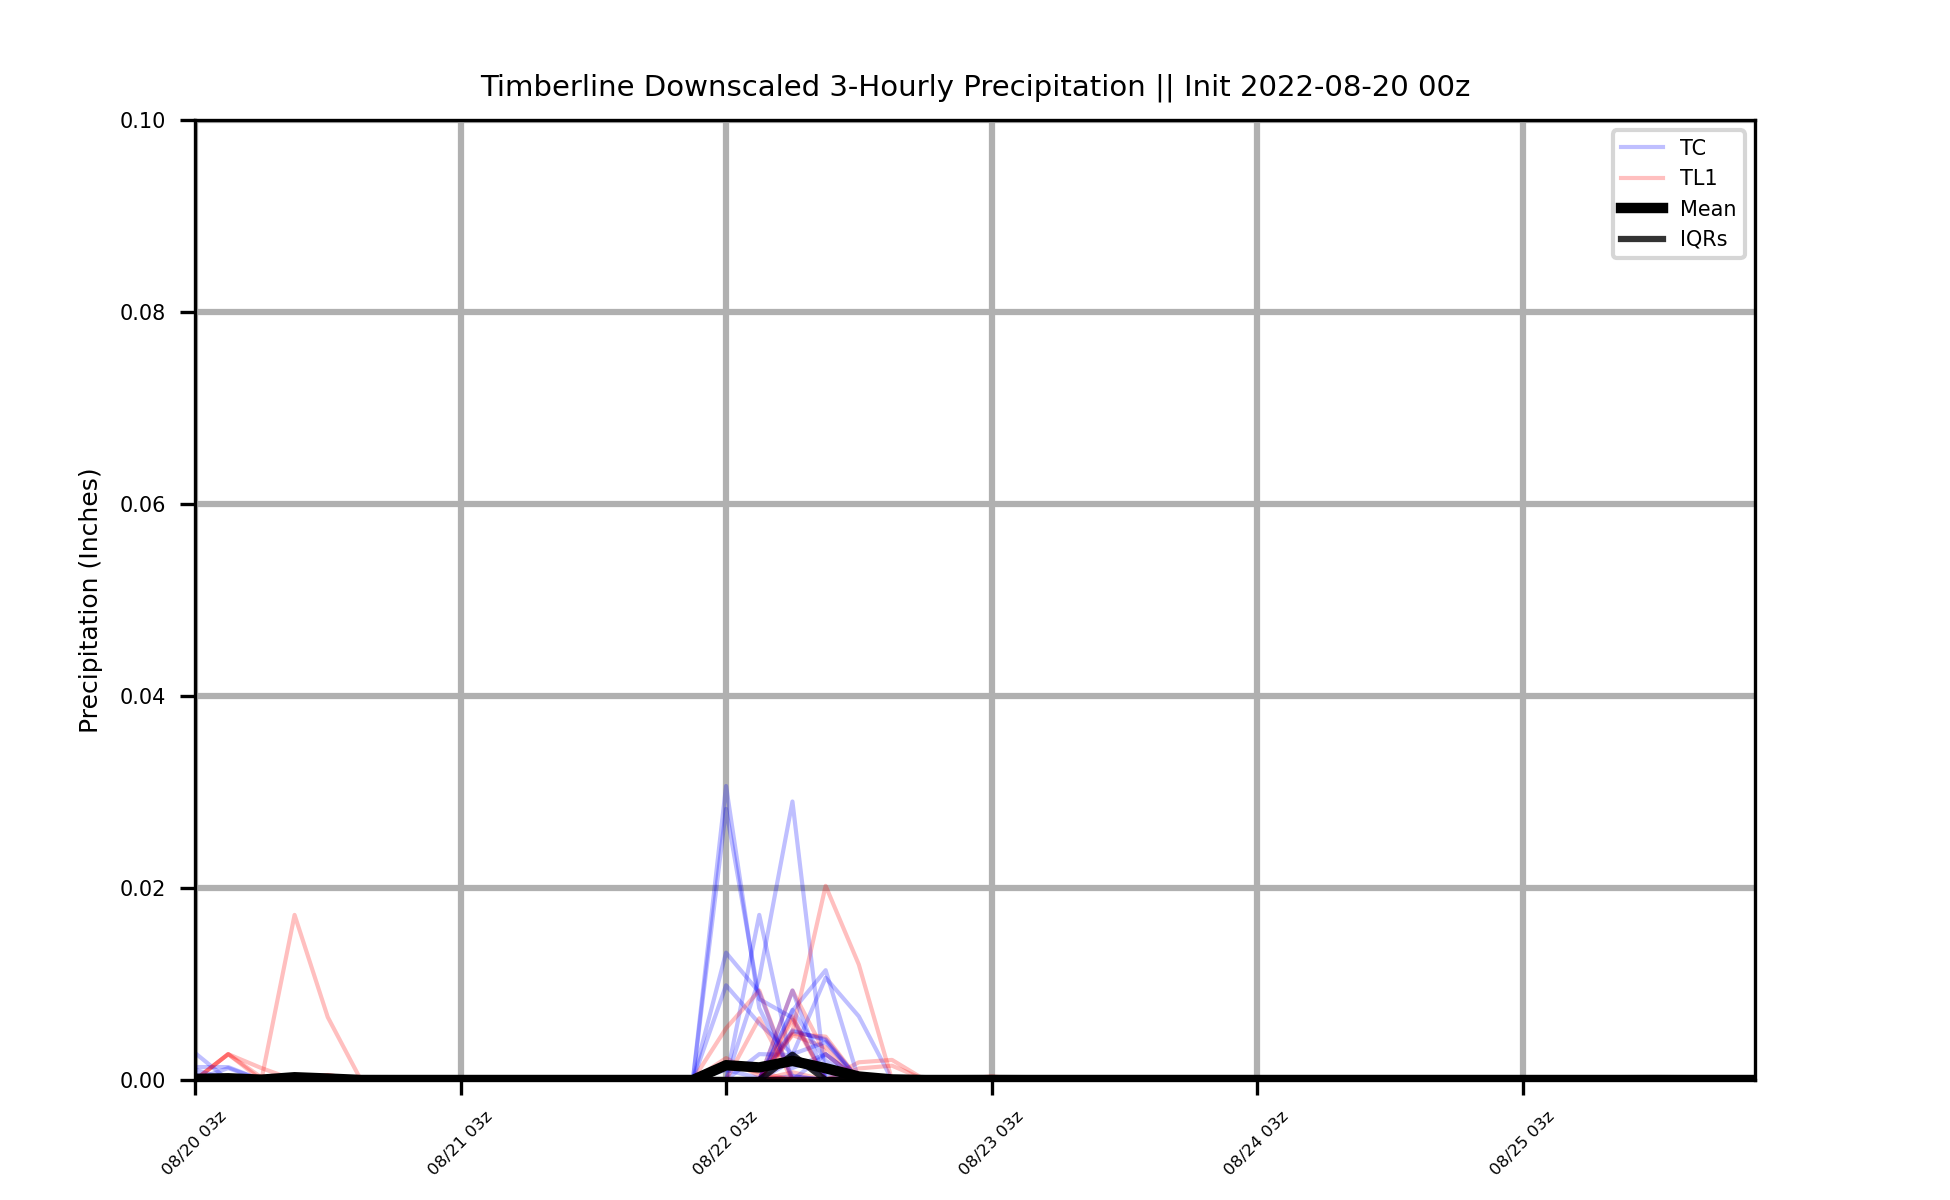 Timberline Downscaled 3-Hourly Precipitation || Init 2022-08-20 00z
TC
TL1
Mean
IQRs
Precipitation (Inches)
0.10
0.08
0.06
0.04
0.02
0.00
08/20 03z
08/21 03z
08/22 03z
08/23 03z
08/24 03z
08/25 03z